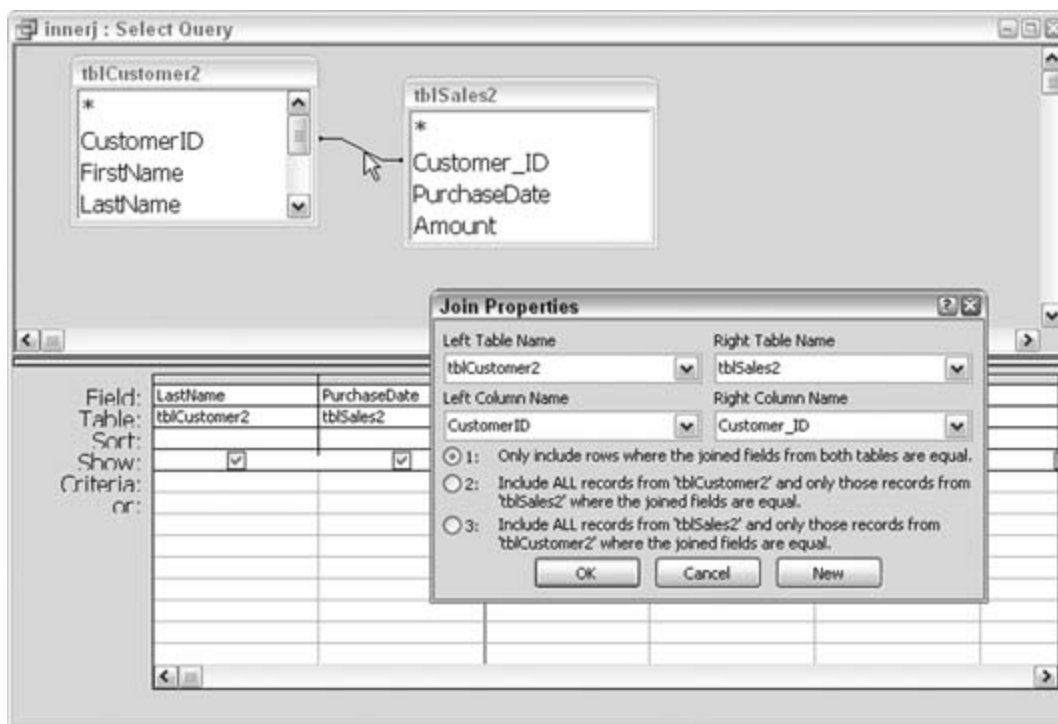 innerj : Select Query
tblCustomer2
*
CustomerID
FirstName
LastName
tblSales2
*
Customer_ID
PurchaseDate
Amount
Join Properties
Left Table Name
Right Table Name
tblCustomer2
tblSales2
Left Column Name
Right Column Name
CustomerID
Customer_ID
1: Only include rows where the joined fields from both tables are equal.
2: Include ALL records from 'tblCustomer2' and only those records from
'tblSales2' where the joined fields are equal.
3: Include ALL records from 'tblSales2' and only those records from
'tblCustomer2' where the joined fields are equal.
OK
Cancel
New
Field: LastName PurchaseDate
Table: tblCustomer2 tblSales2
Sort:
Show:
Criteria:
or: